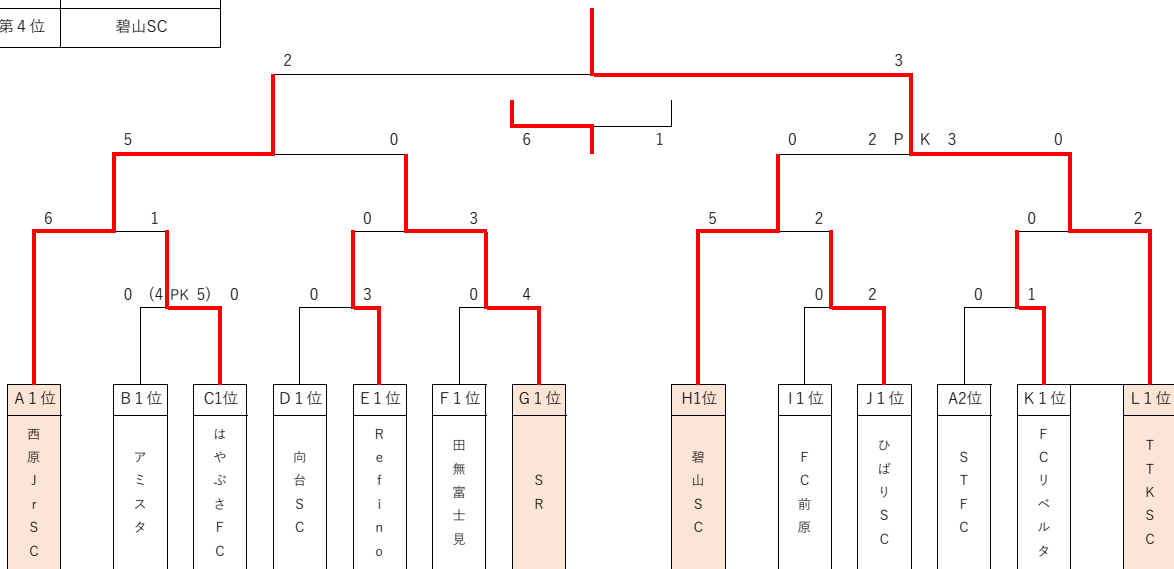 第４位 碧山SC
2 3
6 1
5 0 0 2 P K 3 0
6 1 0 3 5 2 0 2
0 (4 PK 5) 0 0 3 0 4 0 2 0 1
A１位 B１位 C1位 D１位 E１位 F１位 G１位 H1位 I１位 J１位 A2位 K１位 L１位
西原JrSC
アミスタ
はやぶさFC
向台SC
Refino
田無富士見
SR
碧山SC
FC前原
ひばりSC
STFC
FCリベルタ
TTKSC